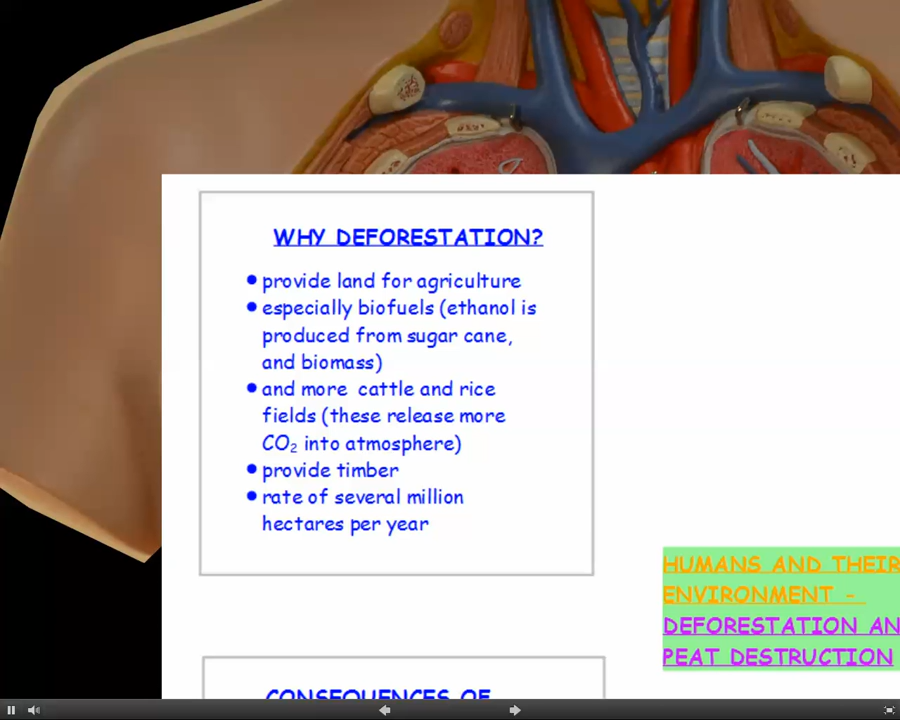 WHY DEFORESTATION?
• provide land for agriculture
• especially biofuels (ethanol is
produced from sugar cane,
and biomass)
• and more cattle and rice
fields (these release more
CO₂ into atmosphere)
• provide timber
• rate of several million
hectares per year
HUMANS AND THEIR
ENVIRONMENT -
DEFORESTATION AN
PEAT DESTRUCTION
CONSEQUENCES OF